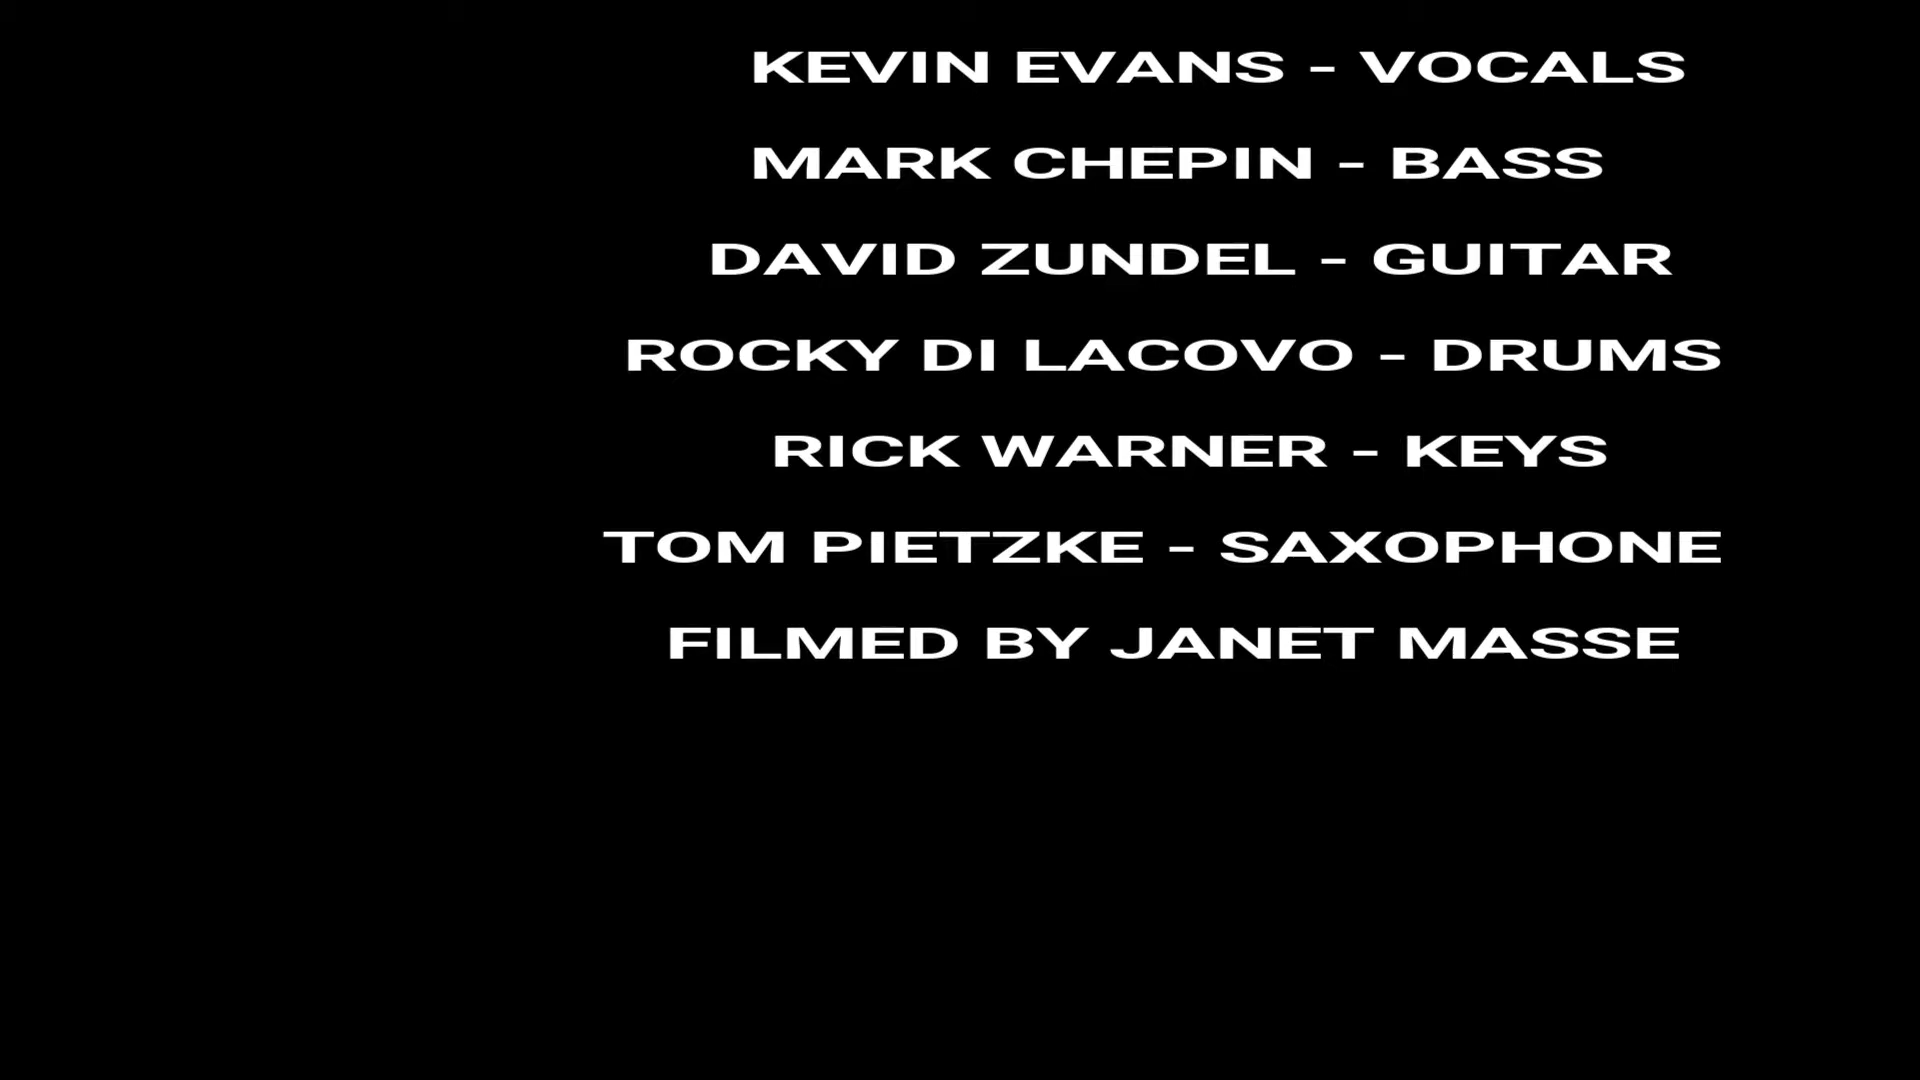 KEVIN EVANS - VOCALS
MARK CHEPIN - BASS
DAVID ZUNDEL - GUITAR
ROCKY DI LACOVO - DRUMS
RICK WARNER - KEYS
TOM PIETZKE - SAXOPHONE
FILMED BY JANET MASSE